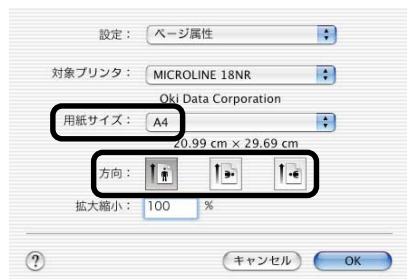 設定： ページ属性
対象プリンタ： MICROLINE 18NR
Oki Data Corporation
用紙サイズ： A4
20.99 cm × 29.69 cm
方向：
拡大縮小： 100 %
? キャンセル OK